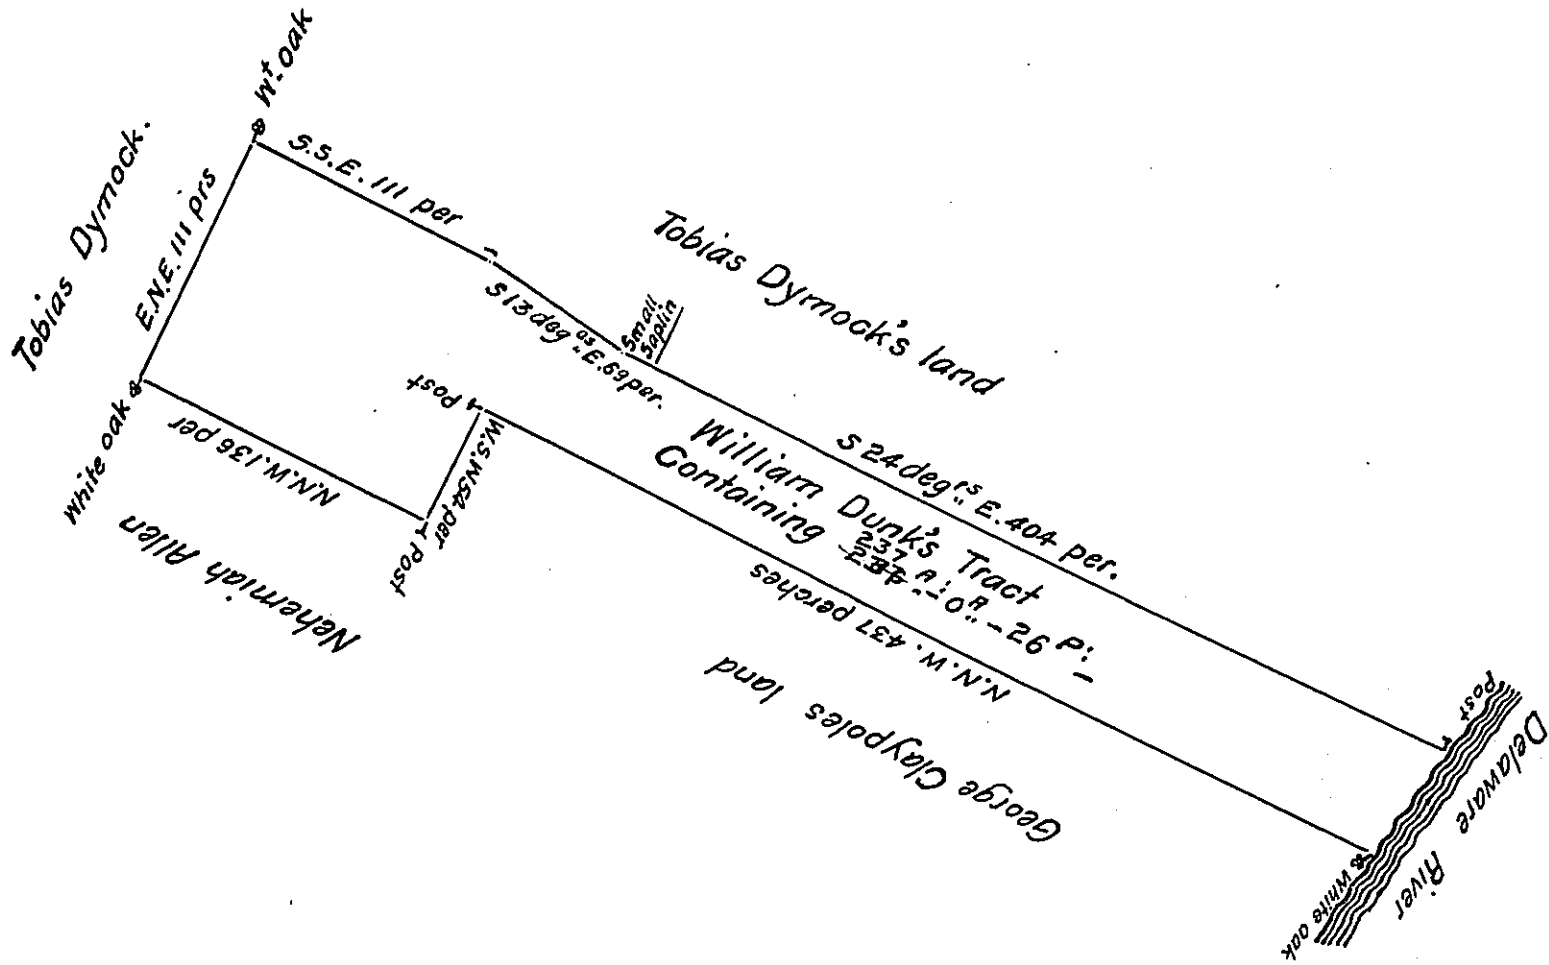 Wt. oak
Tobias Dymock.
E.N.E. 111 prs
S.S.E. 111 per
Tobias Dymock's land
S 13 degrs E. 69 per.
Small
Saplin
White oak
N.N.W. 136 per
Post
W.S.W 54 per
Post
Nehemiah Allen
S 24 degrs E. 404 per.
William Dunk's Tract
Containing 237 A: - 0 R - 26 P:
N.N.W. 437 perches
George Claypoles land
Post
Delaware River
White oak